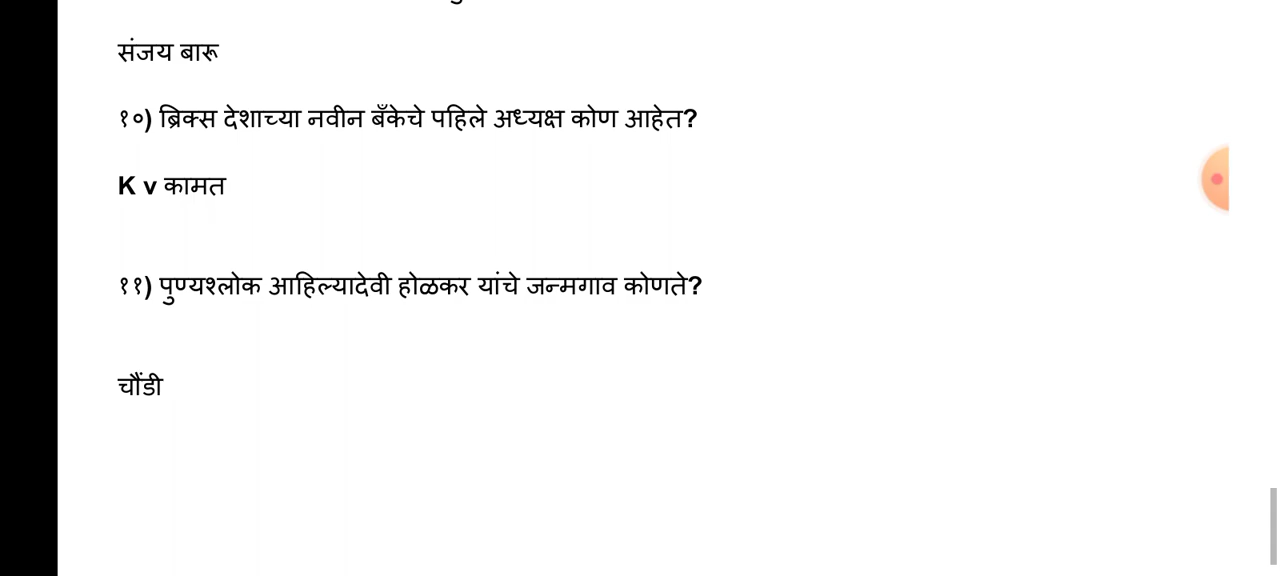 संजय बारू
१०) ब्रिक्स देशाच्या नवीन बँकेचे पहिले अध्यक्ष कोण आहेत?
K v कामत
११) पुण्यश्लोक आहिल्यादेवी होळकर यांचे जन्मगाव कोणते?
चौंडी